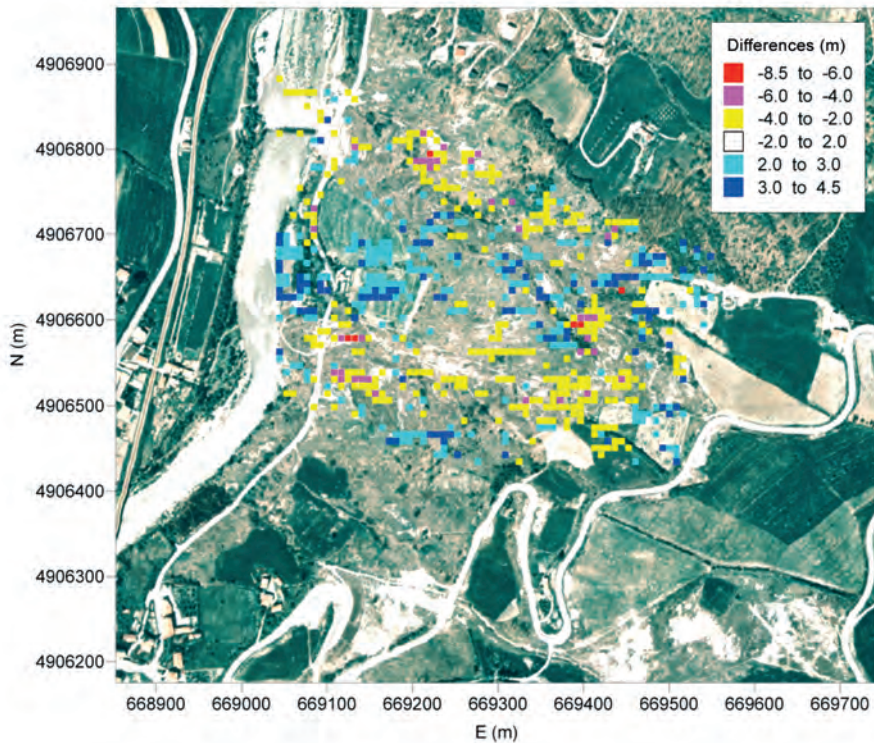 Differences (m)
-8.5 to -6.0
-6.0 to -4.0
-4.0 to -2.0
-2.0 to 2.0
2.0 to 3.0
3.0 to 4.5
4906900
4906800
4906700
4906600
4906500
4906400
4906300
4906200
N (m)
668900 669000 669100 669200 669300 669400 669500 669600 669700
E (m)